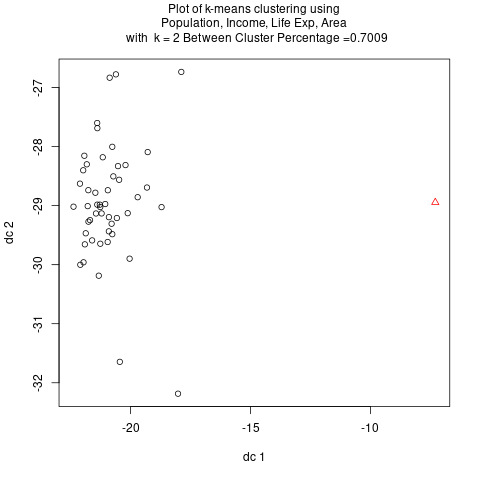 Plot of k-means clustering using
Population, Income, Life Exp, Area
with  k = 2 Between Cluster Percentage =0.7009
-27
-28
-29
-30
-31
-32
dc 2
-20
-15
-10
dc 1